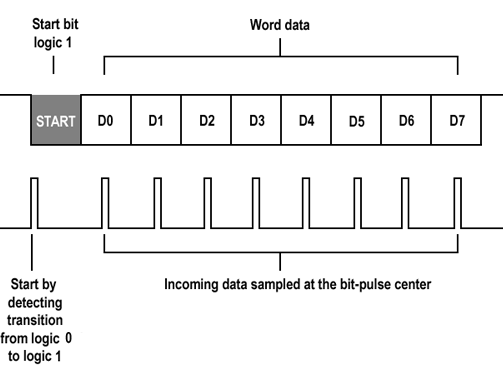 Start bit
logic 1
Word data
START
D0
D1
D2
D3
D4
D5
D6
D7
Start by
detecting
transition
from logic 0
to logic 1
Incoming data sampled at the bit-pulse center